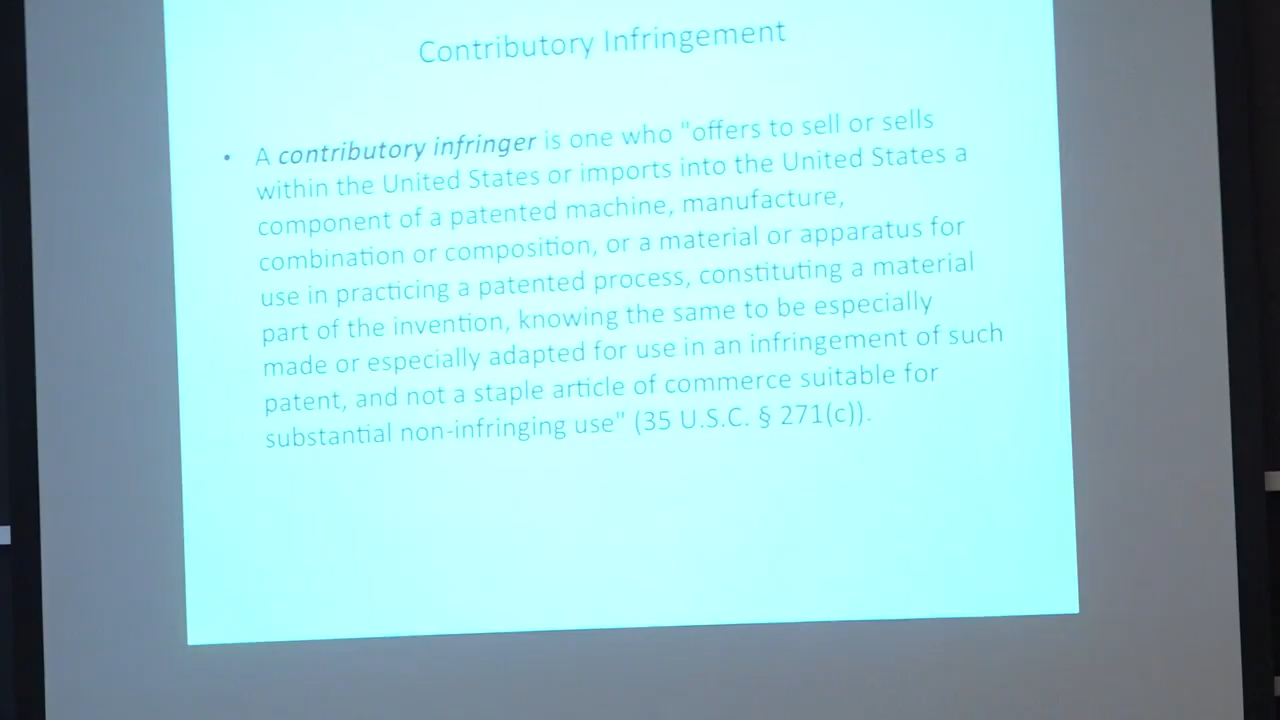 Contributory Infringement
• A contributory infringer is one who "offers to sell or sells
within the United States or imports into the United States a
component of a patented machine, manufacture,
combination or composition, or a material or apparatus for
use in practicing a patented process, constituting a material
part of the invention, knowing the same to be especially
made or especially adapted for use in an infringement of such
patent, and not a staple article of commerce suitable for
substantial non-infringing use" (35 U.S.C. § 271(c)).